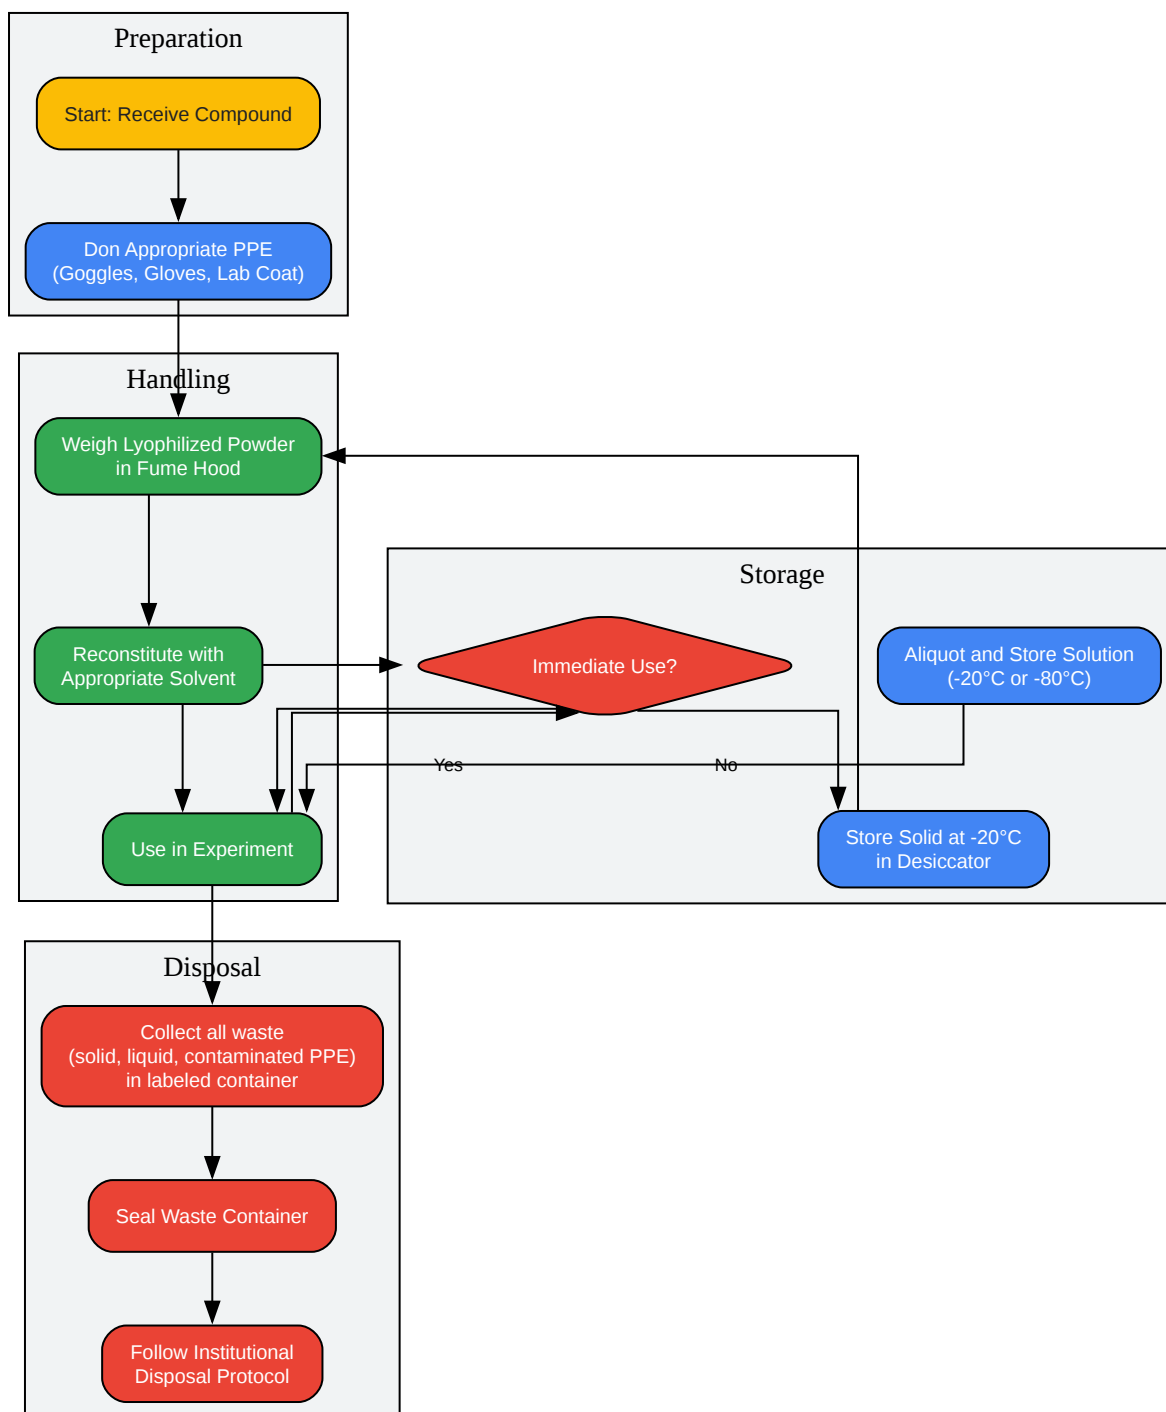 Preparation
Start: Receive Compound
Don Appropriate PPE
(Goggles, Gloves, Lab Coat)
Handling
Weigh Lyophilized Powder
in Fume Hood
Storage
Reconstitute with
Appropriate Solvent
Immediate Use?
Aliquot and Store Solution
(-20°C or -80°C)
Yes
No
Use in Experiment
Store Solid at -20°C
in Desiccator
Disposal
Collect all waste
(solid, liquid, contaminated PPE)
in labeled container
Seal Waste Container
Follow Institutional
Disposal Protocol